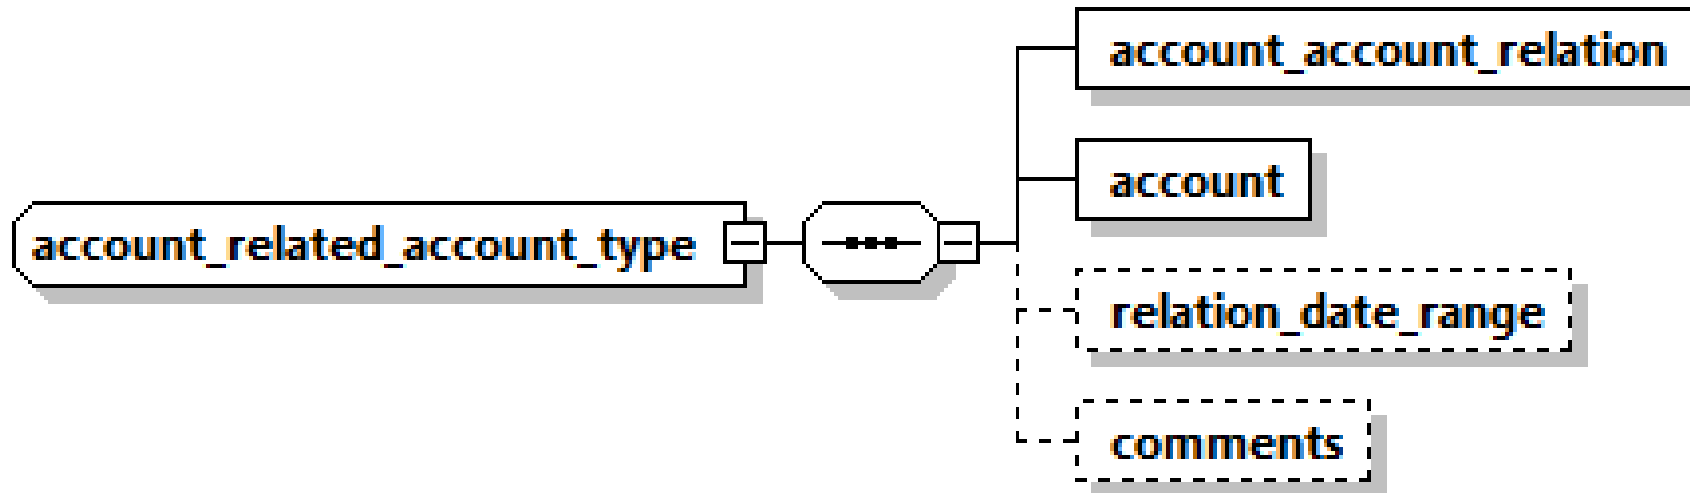 account_account_relation
account
account_related_account_type
relation_date_range
comments